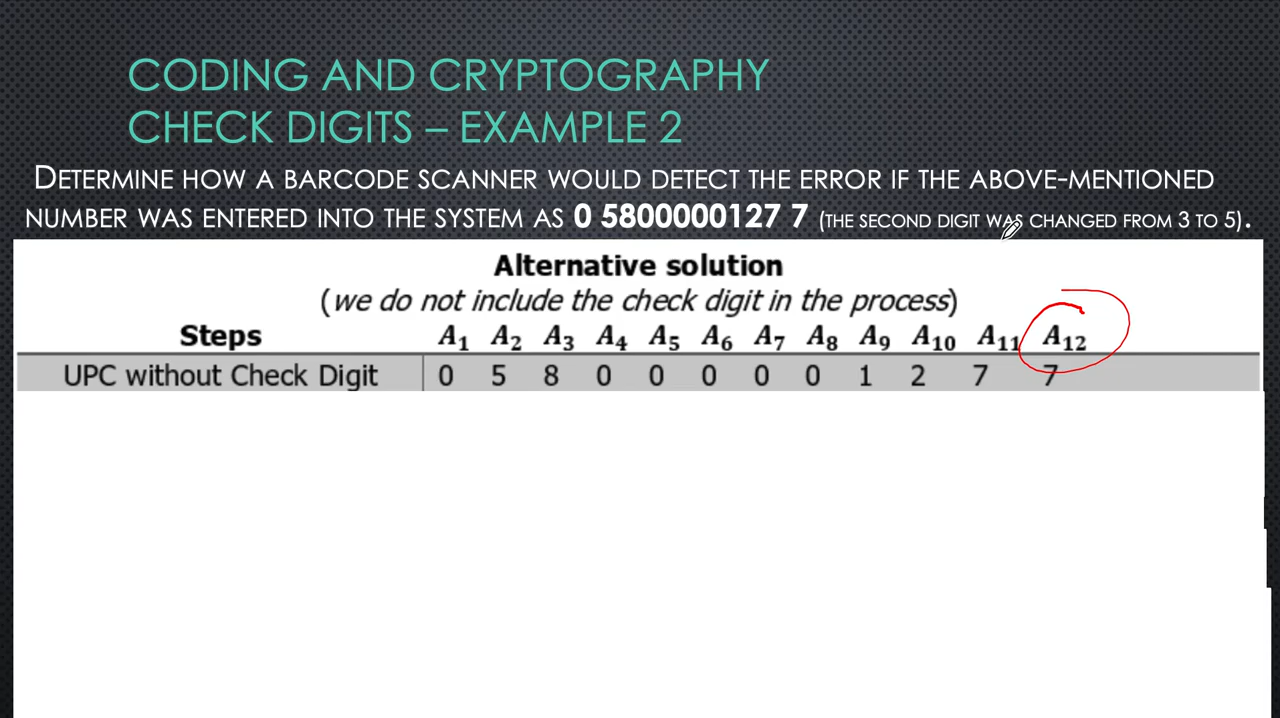 CODING AND CRYPTOGRAPHY
CHECK DIGITS – EXAMPLE 2
DETERMINE HOW A BARCODE SCANNER WOULD DETECT THE ERROR IF THE ABOVE-MENTIONED
NUMBER WAS ENTERED INTO THE SYSTEM AS 0 5800000127 7 (THE SECOND DIGIT WAS CHANGED FROM 3 TO 5).
Alternative solution
(we do not include the check digit in the process)
Steps A₁ A₂ A₃ A₄ A₅ A₆ A₇ A₈ A₉ A₁₀ A₁₁ A₁₂
UPC without Check Digit 0 5 8 0 0 0 0 0 1 2 7 7